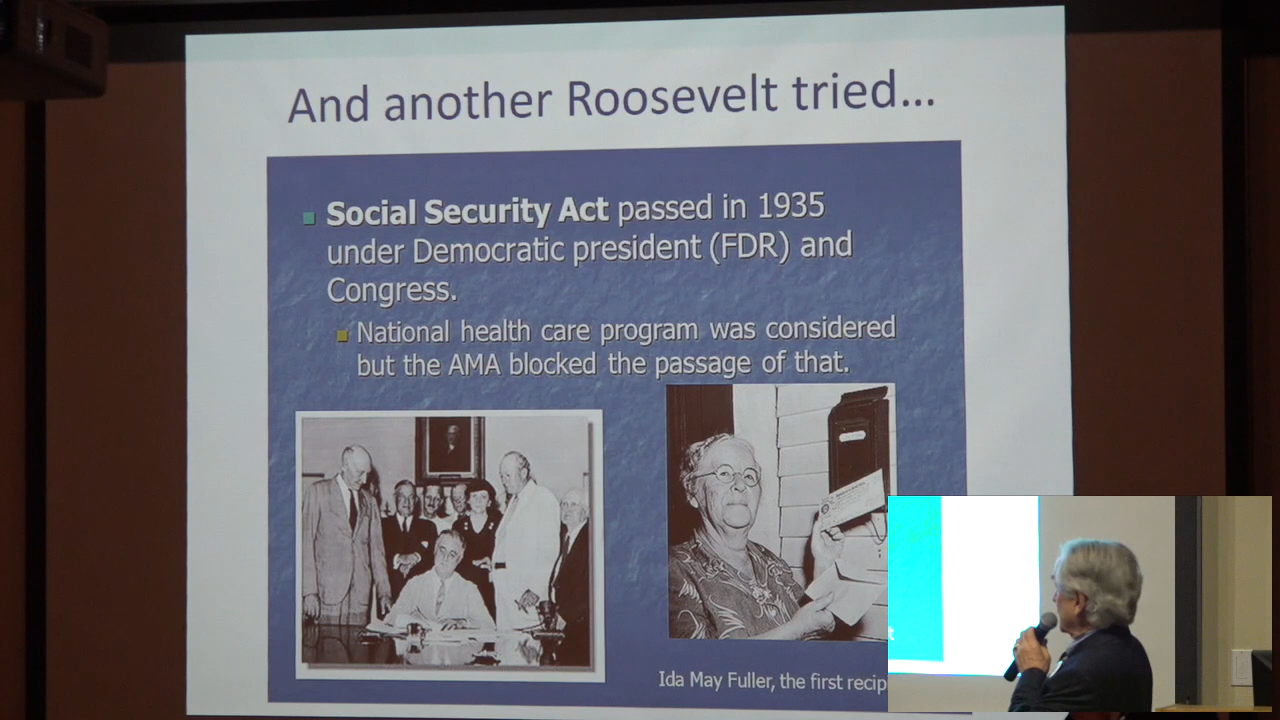 And another Roosevelt tried...
Social Security Act passed in 1935
under Democratic president (FDR) and
Congress.
National health care program was considered
but the AMA blocked the passage of that.
Ida May Fuller, the first